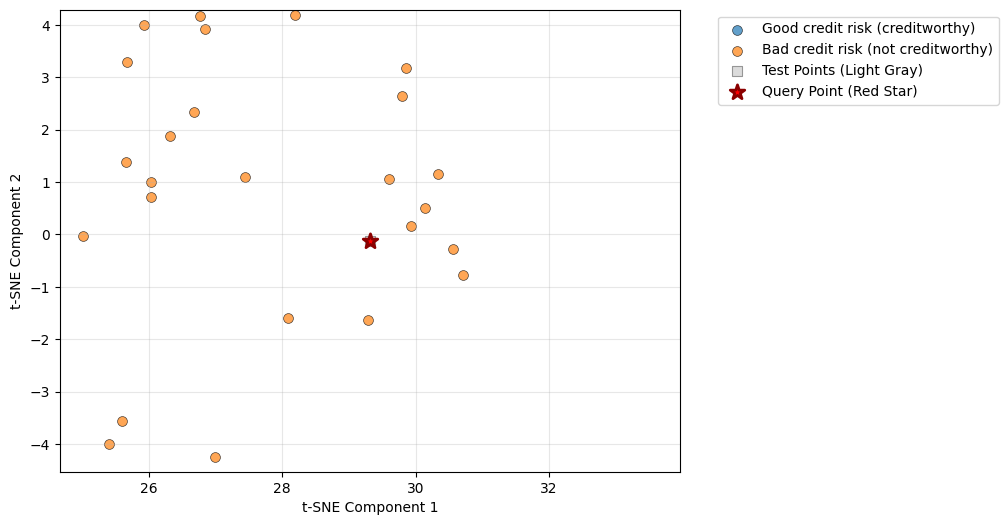 4
3
2
1
0
−1
−2
−3
−4
26
28
30
32
t-SNE Component 1
t-SNE Component 2
Good credit risk (creditworthy)
Bad credit risk (not creditworthy)
Test Points (Light Gray)
Query Point (Red Star)